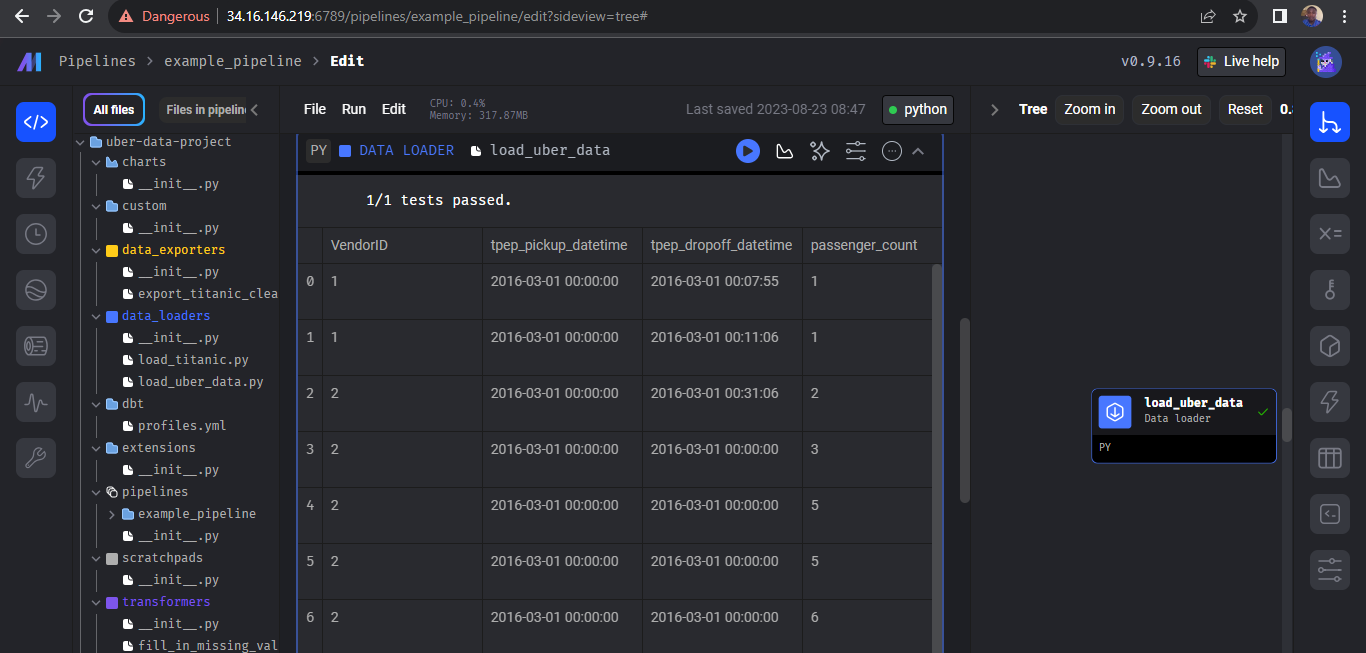 Dangerous 34.16.146.219:6789/pipelines/example_pipeline/edit?sideview=tree#
Pipelines > example_pipeline > Edit
v0.9.16
Live help
All files
Files in pipelin
uber-data-project
charts
__init__.py
custom
__init__.py
data_exporters
__init__.py
export_titanic_clea
data_loaders
__init__.py
load_titanic.py
load_uber_data.py
dbt
profiles.yml
extensions
__init__.py
pipelines
example_pipeline
__init__.py
scratchpads
__init__.py
transformers
__init__.py
fill_in_missing_val
File Run Edit
CPU: 0.4%
Memory: 317.87MB
Last saved 2023-08-23 08:47
python
PY DATA LOADER load_uber_data
1/1 tests passed.
VendorID tpep_pickup_datetime tpep_dropoff_datetime passenger_count
0 1 2016-03-01 00:00:00 2016-03-01 00:07:55 1
1 1 2016-03-01 00:00:00 2016-03-01 00:11:06 1
2 2 2016-03-01 00:00:00 2016-03-01 00:31:06 2
3 2 2016-03-01 00:00:00 2016-03-01 00:00:00 3
4 2 2016-03-01 00:00:00 2016-03-01 00:00:00 5
5 2 2016-03-01 00:00:00 2016-03-01 00:00:00 5
6 2 2016-03-01 00:00:00 2016-03-01 00:00:00 6
Tree Zoom in Zoom out Reset 0.
load_uber_data
Data loader
PY